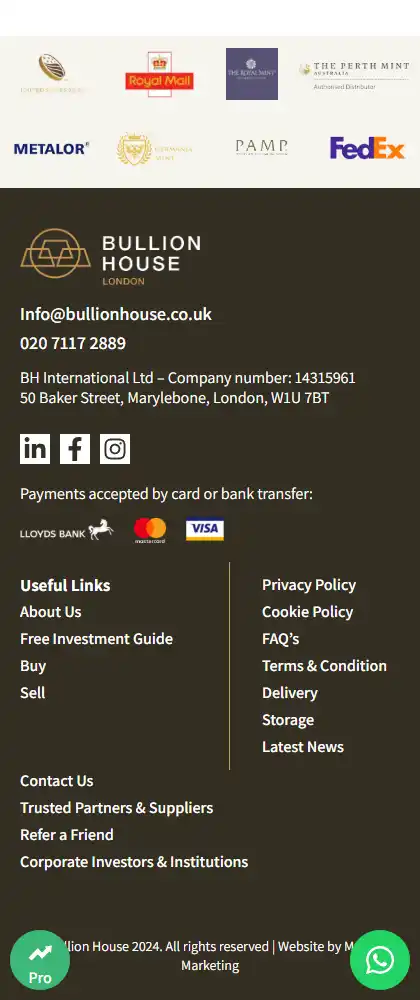 Royal Mail
THE ROYAL MINT
THE PERTH MINT
AUSTRALIA
Authorised Distributor
METALOR®
GERMANIA
MINT
PAMP
FedEx
BULLION
HOUSE
LONDON
Info@bullionhouse.co.uk
020 7117 2889
BH International Ltd – Company number: 14315961
50 Baker Street, Marylebone, London, W1U 7BT
in f
Payments accepted by card or bank transfer:
LLOYDS BANK mastercard VISA
Useful Links
About Us
Free Investment Guide
Buy
Sell
Privacy Policy
Cookie Policy
FAQ’s
Terms & Condition
Delivery
Storage
Latest News
Contact Us
Trusted Partners & Suppliers
Refer a Friend
Corporate Investors & Institutions
llion House 2024. All rights reserved | Website by M
Marketing
Pro